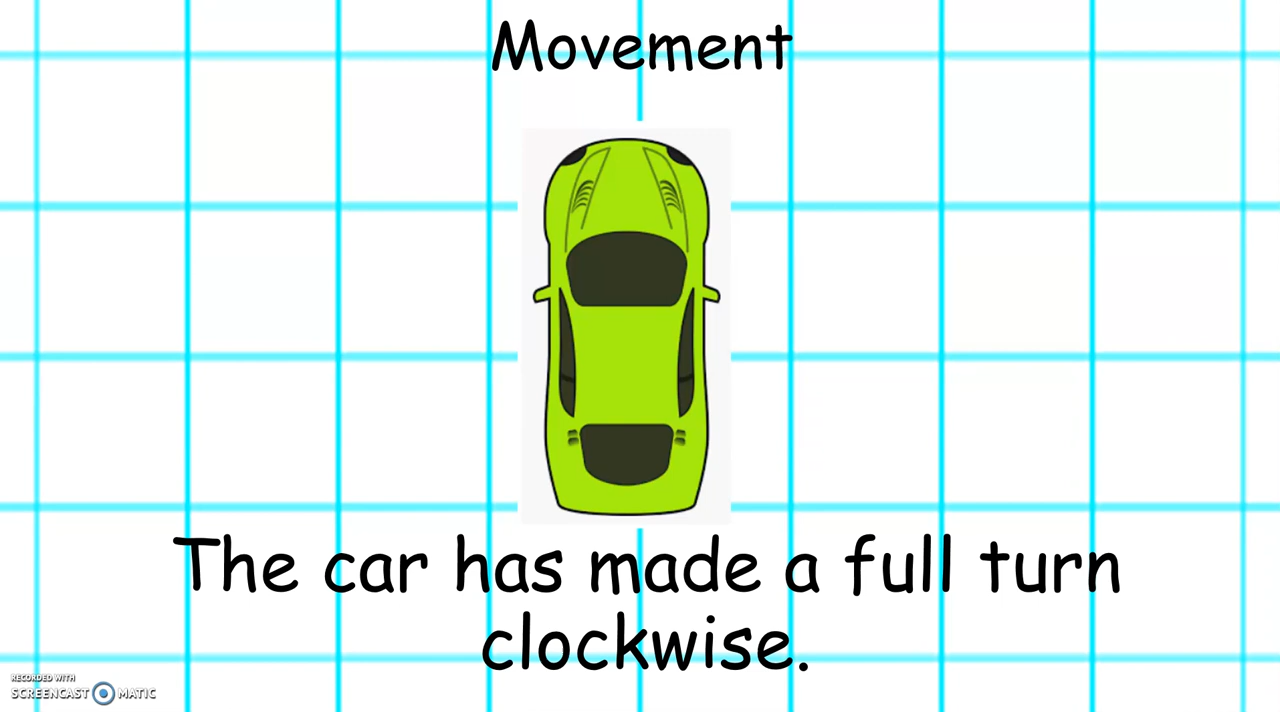 Movement
The car has made a full turn
clockwise.
RECORDED WITH
SCREENCAST MATIC